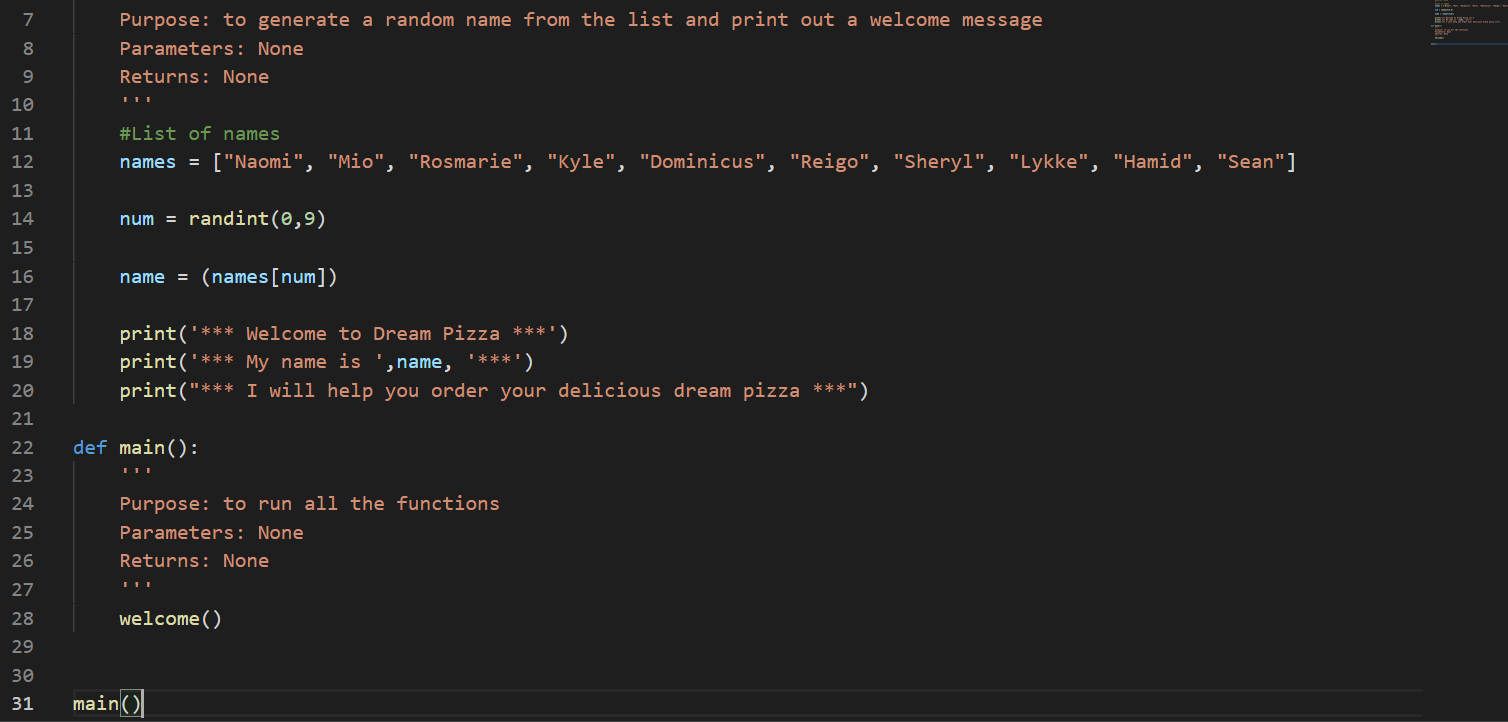 7 Purpose: to generate a random name from the list and print out a welcome message
8 Parameters: None
9 Returns: None
10 '''
11 #List of names
12 names = ["Naomi", "Mio", "Rosmarie", "Kyle", "Dominicus", "Reigo", "Sheryl", "Lykke", "Hamid", "Sean"]
13
14 num = randint(0,9)
15
16 name = (names[num])
17
18 print('*** Welcome to Dream Pizza ***')
19 print('*** My name is ',name, '***')
20 print("*** I will help you order your delicious dream pizza ***")
21
22 def main():
23 '''
24 Purpose: to run all the functions
25 Parameters: None
26 Returns: None
27 '''
28 welcome()
29
30
31 main()